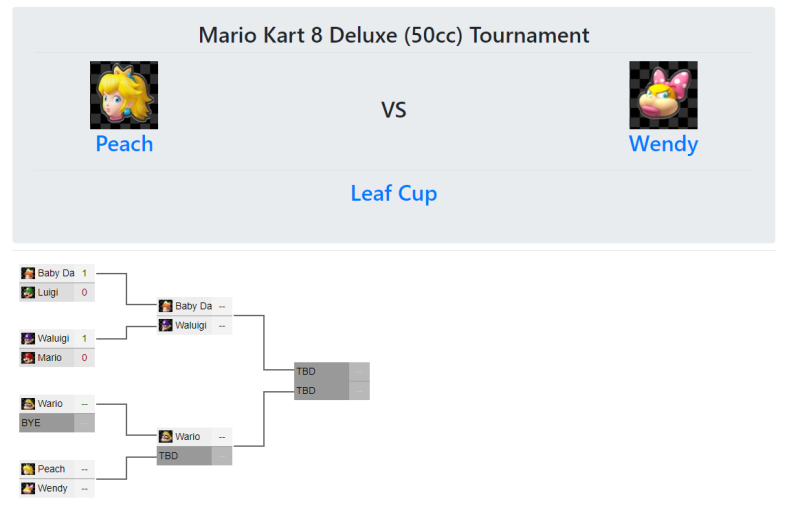 Mario Kart 8 Deluxe (50cc) Tournament
VS
Peach
Wendy
Leaf Cup
Baby Da 1
Luigi 0
Waluigi 1
Mario 0
Wario --
BYE --
Peach --
Wendy --
Baby Da --
Waluigi --
Wario --
TBD --
TBD --
TBD --